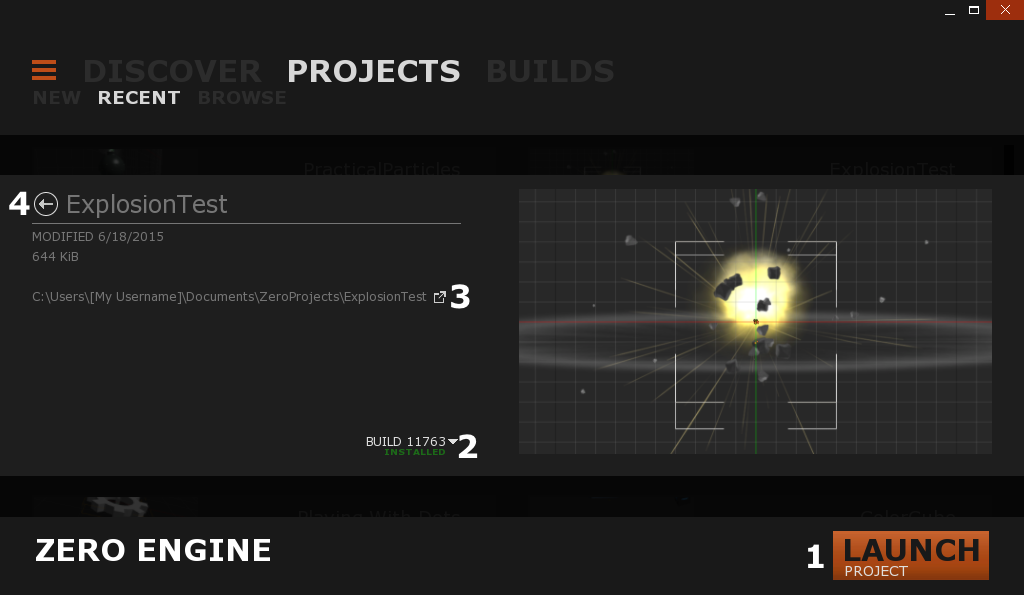 DISCOVER PROJECTS BUILDS
NEW RECENT BROWSE
PracticalParticles ExplosionTest
4 ExplosionTest
MODIFIED 6/18/2015
644 KiB
C:\Users\[My Username]\Documents\ZeroProjects\ExplosionTest 3
BUILD 11763 2
INSTALLED
Playing With Dots ColorCube
ZERO ENGINE
1 LAUNCH
PROJECT